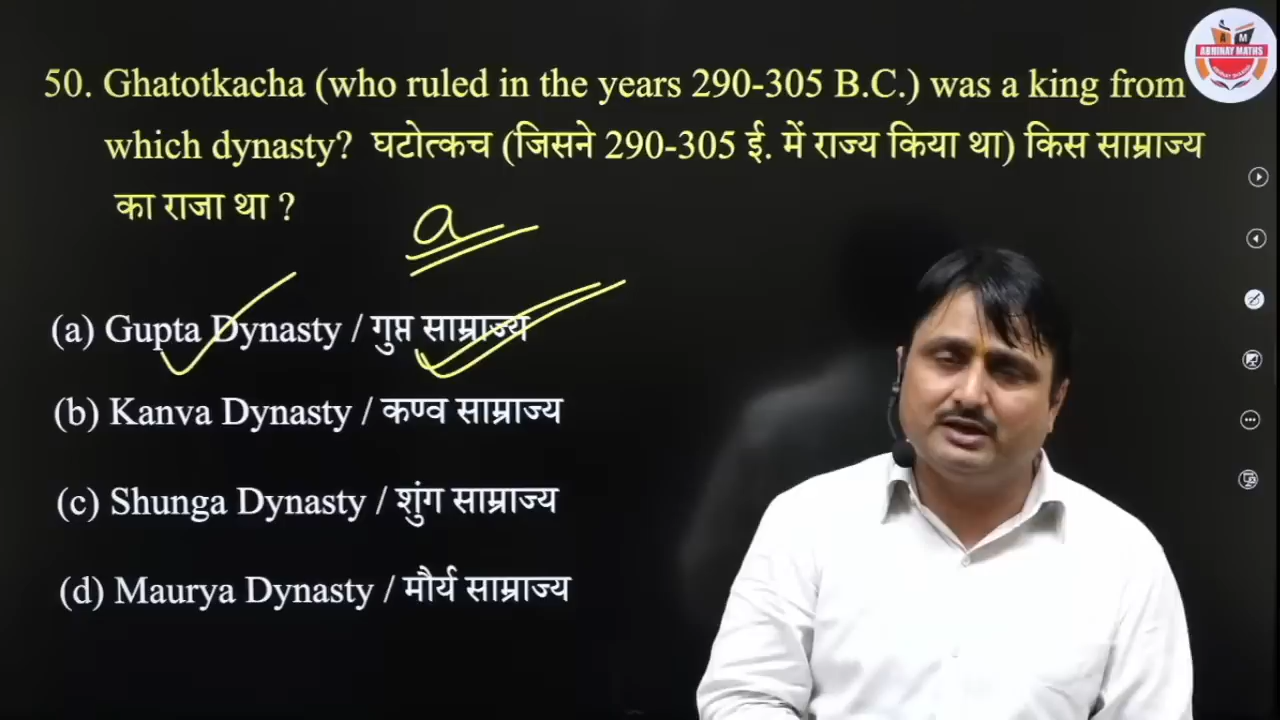 50. Ghatotkacha (who ruled in the years 290-305 B.C.) was a king from
which dynasty? घटोत्कच (जिसने 290-305 ई. में राज्य किया था) किस साम्राज्य
का राजा था ?
a
(a) Gupta Dynasty / गुप्त साम्राज्य
(b) Kanva Dynasty / कण्व साम्राज्य
(c) Shunga Dynasty / शुंग साम्राज्य
(d) Maurya Dynasty / मौर्य साम्राज्य
A M
ABHINAY MATHS